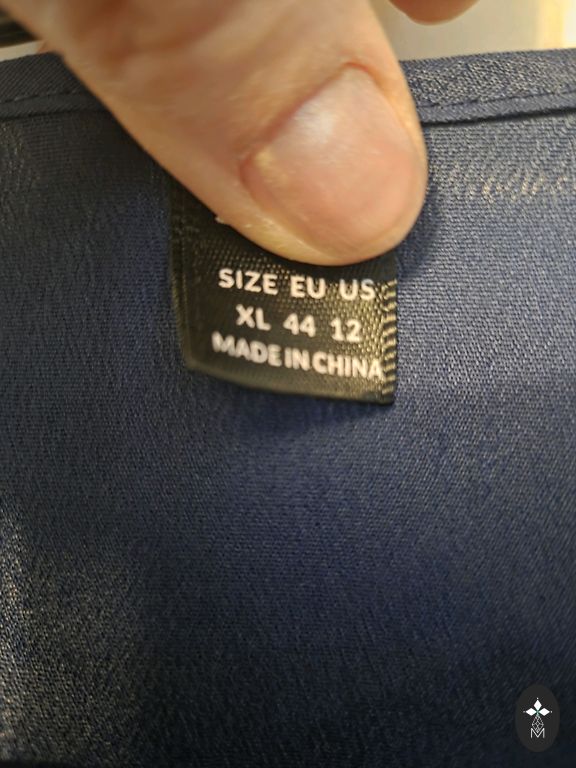 SIZE EU US
XL 44 12
MADE IN CHINA
M